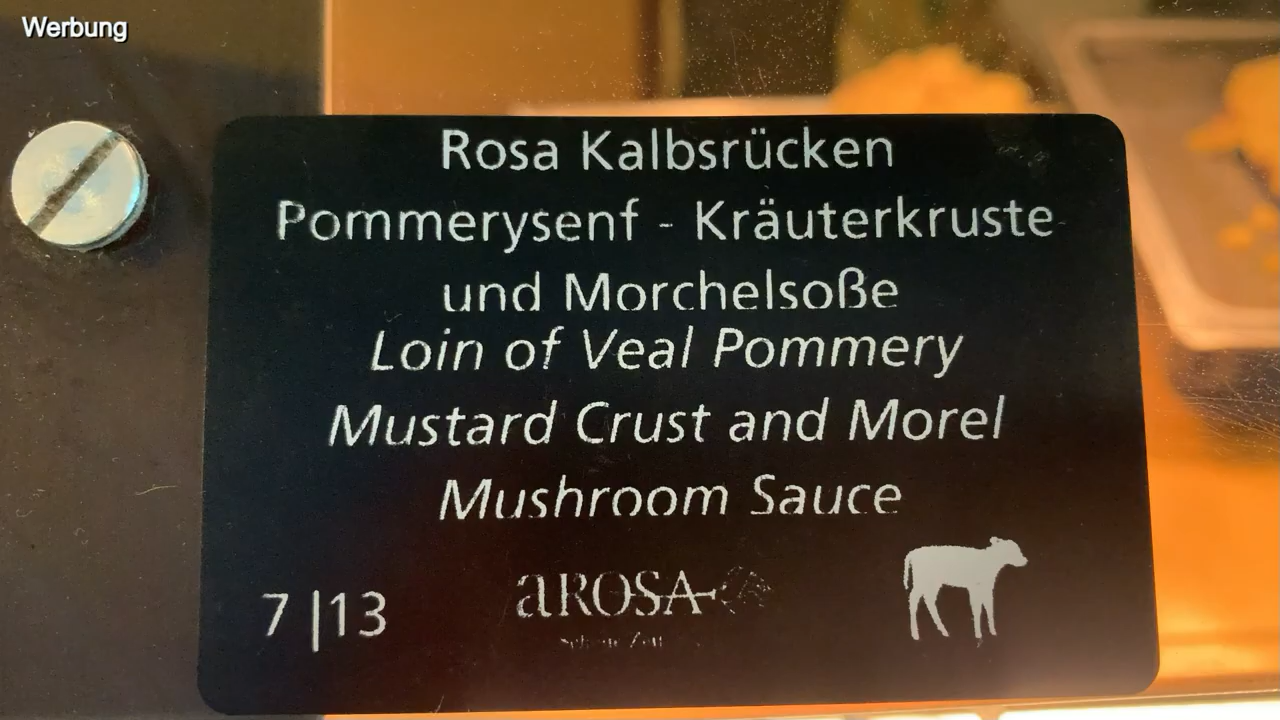 Werbung
Rosa Kalbsrücken
Pommerysenf - Kräuterkruste-
und Morchelsoße
Loin of Veal Pommery
Mustard Crust and Morel
Mushroom Sauce
7 |13
aROSA